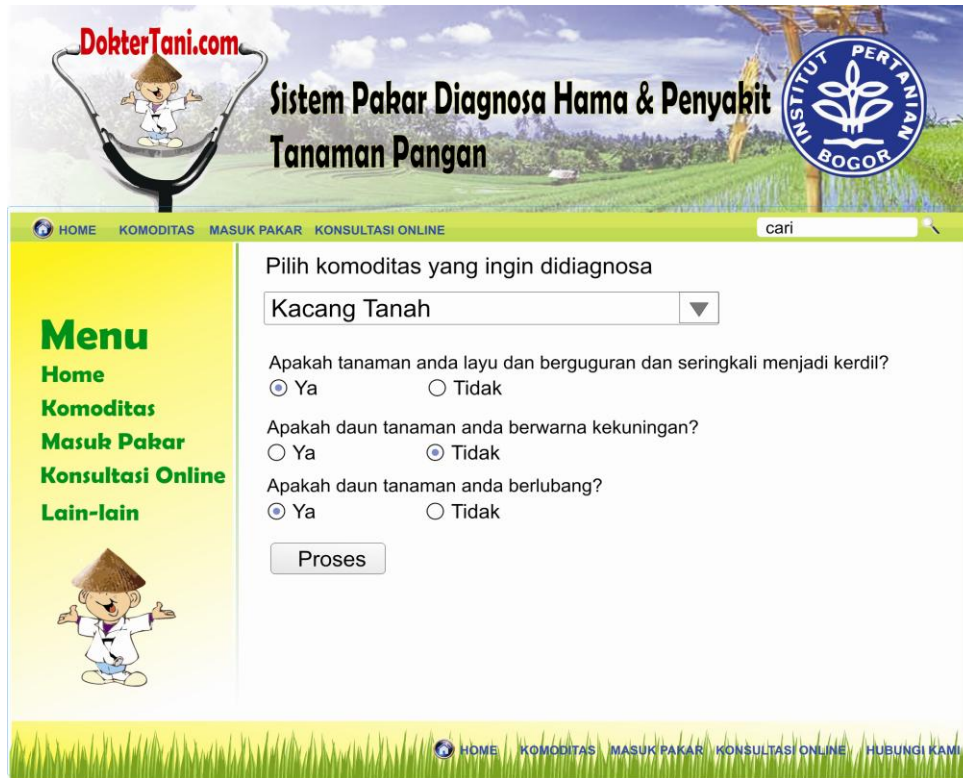 DokterTani.com
Sistem Pakar Diagnosa Hama & Penyakit
Tanaman Pangan
INSTITUT PERTANIAN
BOGOR
HOME KOMODITAS MASUK PAKAR KONSULTASI ONLINE
cari
Menu
Home
Komoditas
Masuk Pakar
Konsultasi Online
Lain-lain
Pilih komoditas yang ingin didiagnosa
Kacang Tanah
Apakah tanaman anda layu dan berguguran dan seringkali menjadi kerdil?
Ya Tidak
Apakah daun tanaman anda berwarna kekuningan?
Ya Tidak
Apakah daun tanaman anda berlubang?
Ya Tidak
Proses
HOME KOMODITAS MASUK PAKAR KONSULTASI ONLINE HUBUNGI KAMI